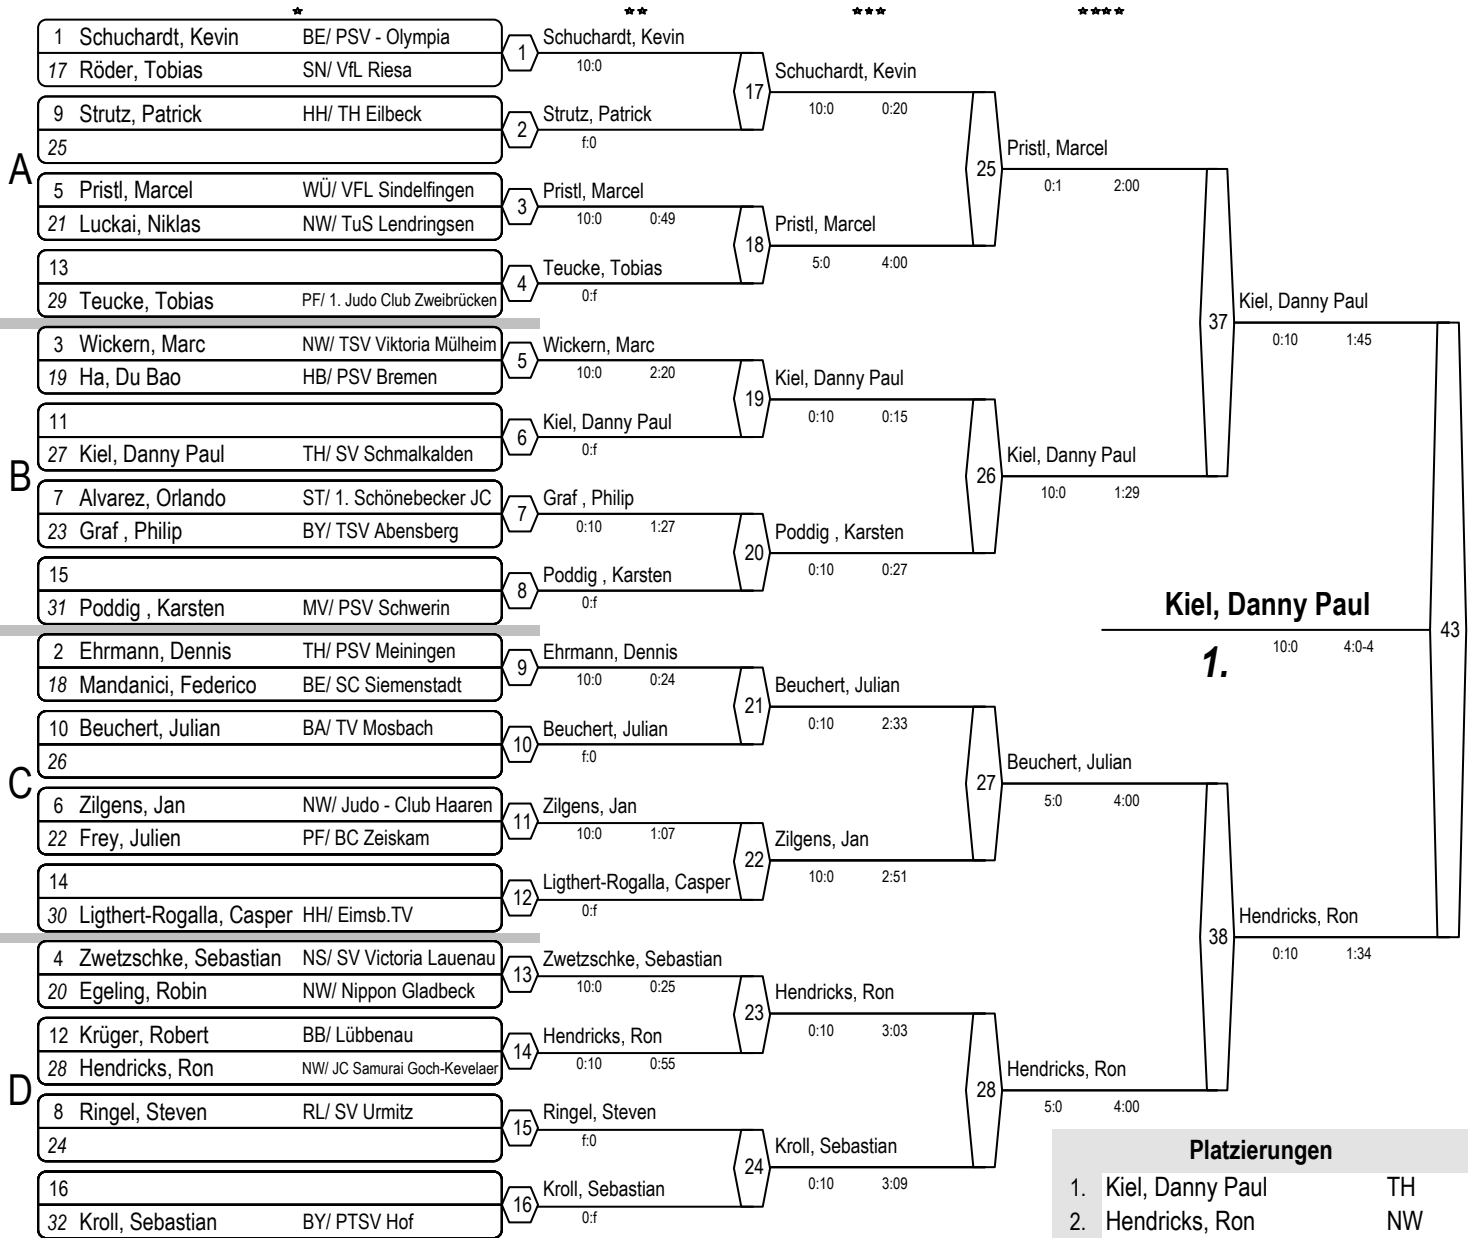 * ** *** ****
A
1 Schuchardt, Kevin BE/ PSV - Olympia
17 Röder, Tobias SN/ VfL Riesa
9 Strutz, Patrick HH/ TH Eilbeck
25
5 Pristl, Marcel WÜ/ VFL Sindelfingen
21 Luckai, Niklas NW/ TuS Lendringsen
13
29 Teucke, Tobias PF/ 1. Judo Club Zweibrücken
B
3 Wickern, Marc NW/ TSV Viktoria Mülheim
19 Ha, Du Bao HB/ PSV Bremen
11
27 Kiel, Danny Paul TH/ SV Schmalkalden
7 Alvarez, Orlando ST/ 1. Schönebecker JC
23 Graf , Philip BY/ TSV Abensberg
15
31 Poddig , Karsten MV/ PSV Schwerin
C
2 Ehrmann, Dennis TH/ PSV Meiningen
18 Mandanici, Federico BE/ SC Siemenstadt
10 Beuchert, Julian BA/ TV Mosbach
26
6 Zilgens, Jan NW/ Judo - Club Haaren
22 Frey, Julien PF/ BC Zeiskam
14
30 Ligthert-Rogalla, Casper HH/ Eimsb.TV
D
4 Zwetzschke, Sebastian NS/ SV Victoria Lauenau
20 Egeling, Robin NW/ Nippon Gladbeck
12 Krüger, Robert BB/ Lübbenau
28 Hendricks, Ron NW/ JC Samurai Goch-Kevelaer
8 Ringel, Steven RL/ SV Urmitz
24
16
32 Kroll, Sebastian BY/ PTSV Hof
1 Schuchardt, Kevin
10:0
2 Strutz, Patrick
f:0
3 Pristl, Marcel
10:0 0:49
4 Teucke, Tobias
0:f
5 Wickern, Marc
10:0 2:20
6 Kiel, Danny Paul
0:f
7 Graf , Philip
0:10 1:27
8 Poddig , Karsten
0:f
9 Ehrmann, Dennis
10:0 0:24
10 Beuchert, Julian
f:0
11 Zilgens, Jan
10:0 1:07
12 Ligthert-Rogalla, Casper
0:f
13 Zwetzschke, Sebastian
10:0 0:25
14 Hendricks, Ron
0:10 0:55
15 Ringel, Steven
f:0
16 Kroll, Sebastian
0:f
17 Schuchardt, Kevin
10:0 0:20
18 Pristl, Marcel
5:0 4:00
19 Kiel, Danny Paul
0:10 0:15
20 Poddig , Karsten
0:10 0:27
21 Beuchert, Julian
0:10 2:33
22 Zilgens, Jan
10:0 2:51
23 Hendricks, Ron
0:10 3:03
24 Kroll, Sebastian
0:10 3:09
25 Pristl, Marcel
0:1 2:00
26 Kiel, Danny Paul
10:0 1:29
27 Beuchert, Julian
5:0 4:00
28 Hendricks, Ron
5:0 4:00
37 Kiel, Danny Paul
0:10 1:45
38 Hendricks, Ron
0:10 1:34
43 Kiel, Danny Paul
1. 10:0 4:0-4
Platzierungen
1. Kiel, Danny Paul TH
2. Hendricks, Ron NW